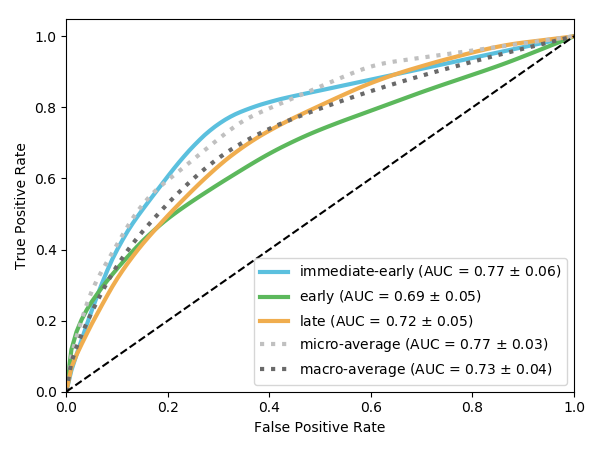 True Positive Rate
1.0
0.8
0.6
0.4
0.2
0.0
immediate-early (AUC = 0.77 ± 0.06)
early (AUC = 0.69 ± 0.05)
late (AUC = 0.72 ± 0.05)
micro-average (AUC = 0.77 ± 0.03)
macro-average (AUC = 0.73 ± 0.04)
0.0 0.2 0.4 0.6 0.8 1.0
False Positive Rate